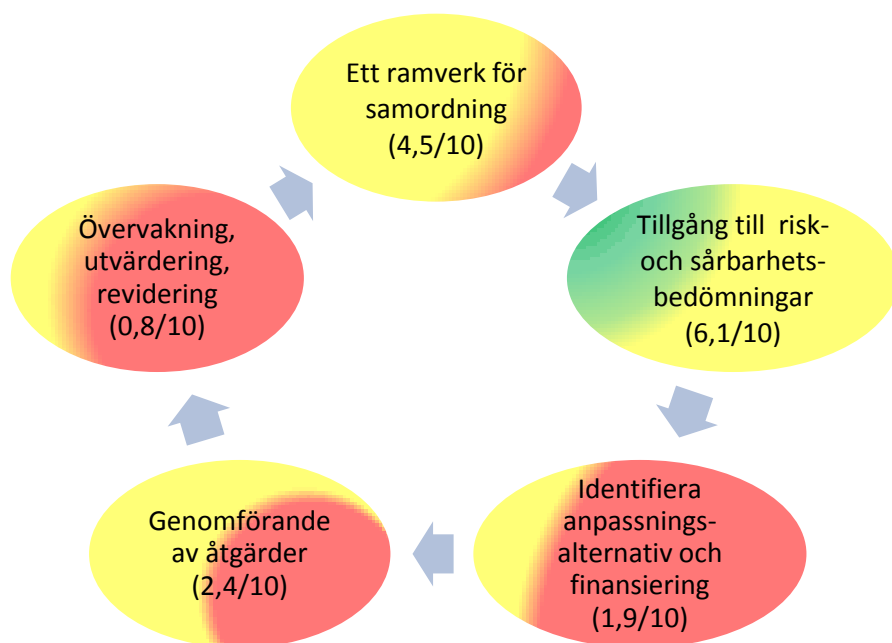 Ett ramverk för
samordning
(4,5/10)
Tillgång till risk-
och sårbarhets-
bedömningar
(6,1/10)
Identifiera
anpassnings-
alternativ och
finansiering
(1,9/10)
Genomförande
av åtgärder
(2,4/10)
Övervakning,
utvärdering,
revidering
(0,8/10)